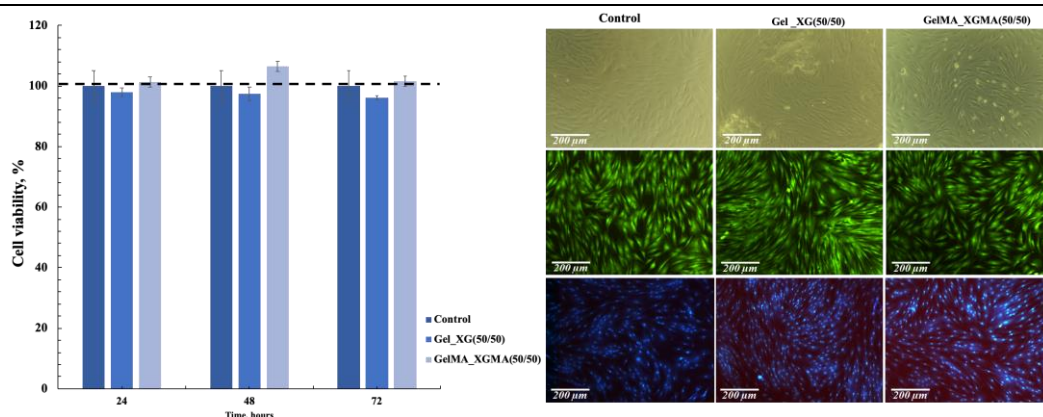 120
100
80
60
40
20
0
Cell viability, %
24
48
72
Time, hours
Control
Gel_XG(50/50)
GelMA_XGMA(50/50)
Control
Gel _XG(50/50)
GelMA_XGMA(50/50)
200 µm
200 µm
200 µm
200 µm
200 µm
200 µm
200 µm
200 µm
200 µm